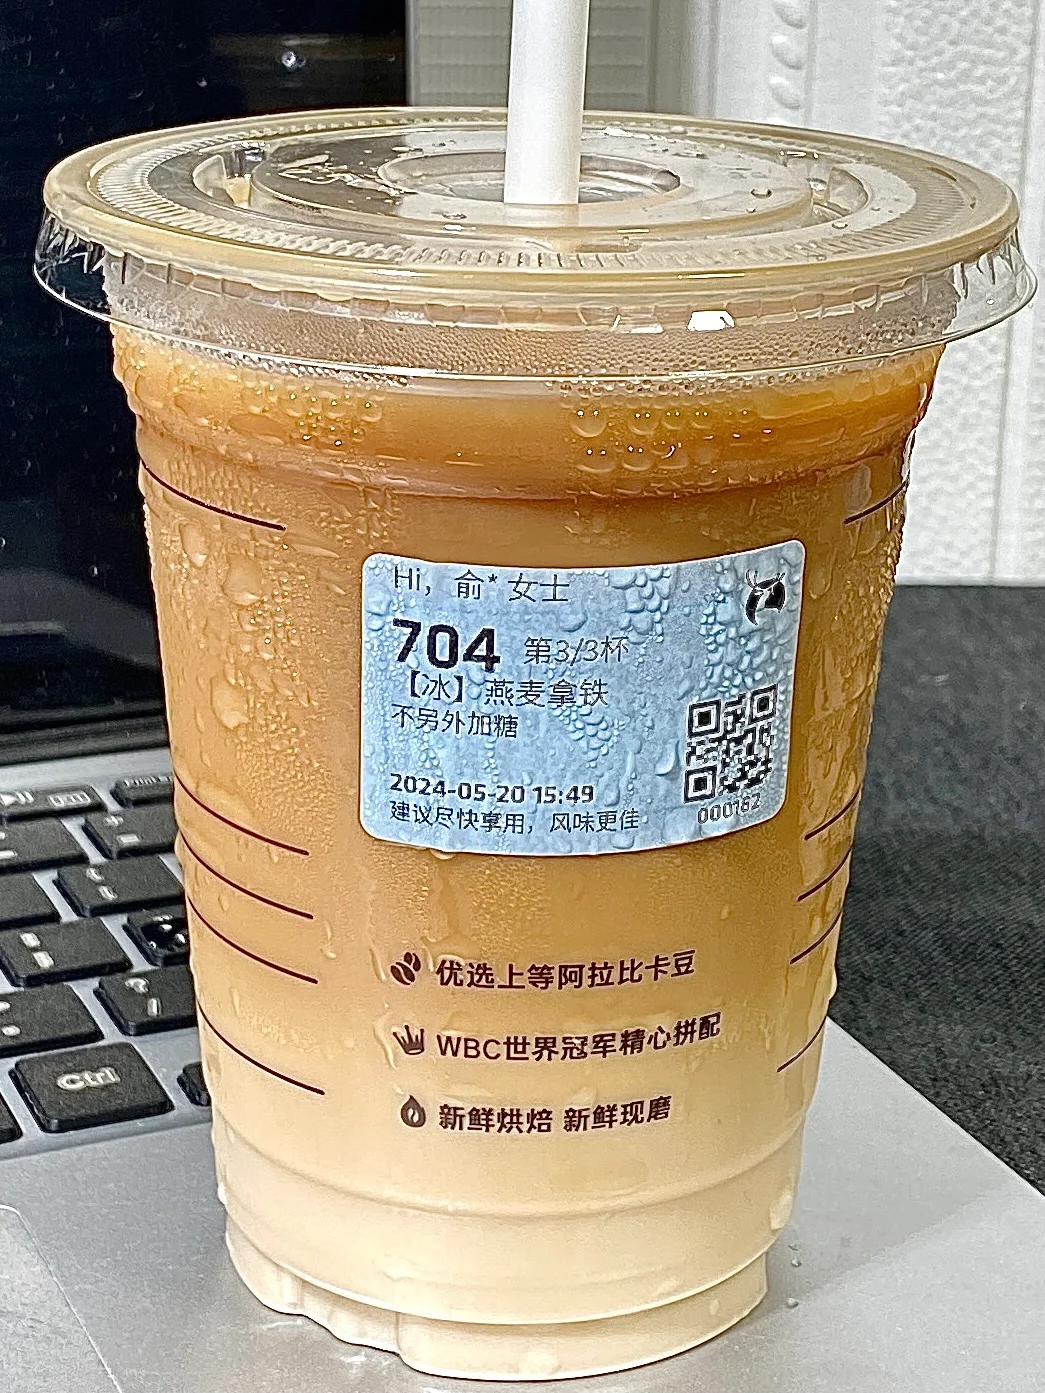 Hi，俞* 女士
704 第3/3杯
【冰】燕麦拿铁
不另外加糖
2024-05-20 15:49
建议尽快享用，风味更佳
000162
优选上等阿拉比卡豆
WBC世界冠军精心拼配
新鲜烘焙 新鲜现磨
Ctrl